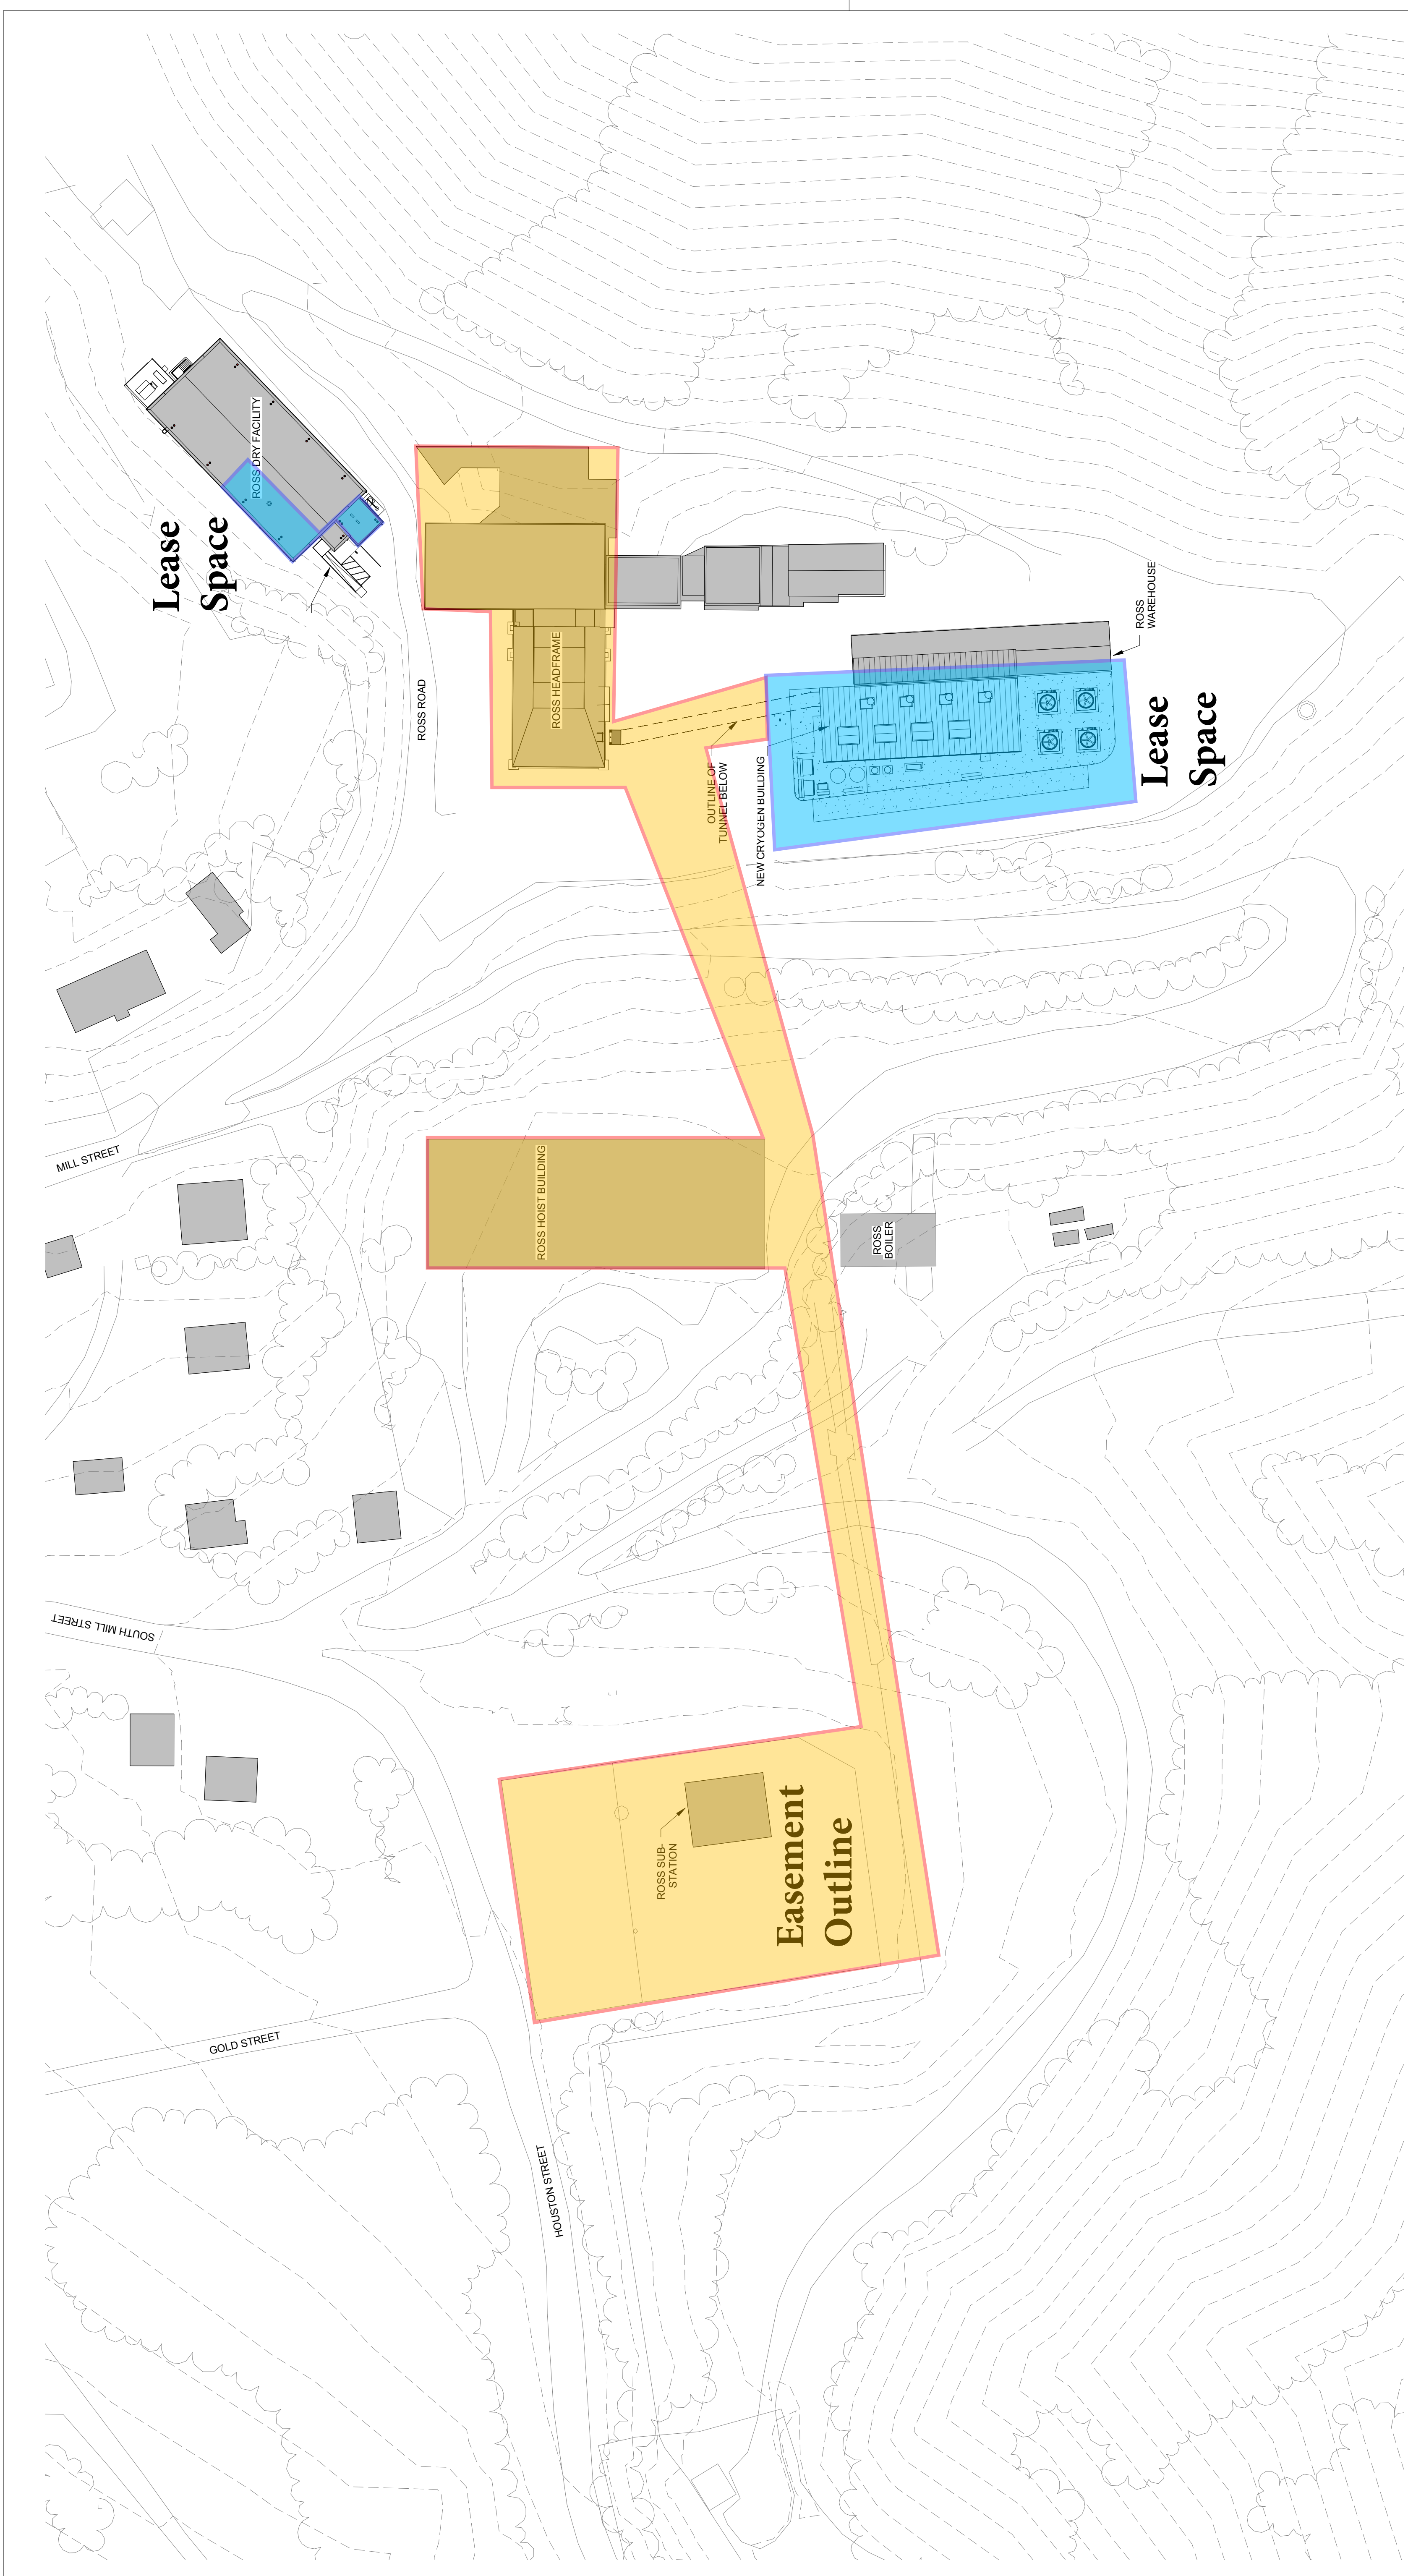 ROSS DRY FACILITY
Lease
Space
ROSS HEADFRAME
ROSS ROAD
ROSS
WAREHOUSE
Lease
Space
OUTLINE OF
TUNNEL BELOW
NEW CRYOGEN BUILDING
MILL STREET
ROSS HOIST BUILDING
ROSS
BOILER
SOUTH MILL STREET
ROSS SUB-
STATION
Easement
Outline
GOLD STREET
HOUSTON STREET